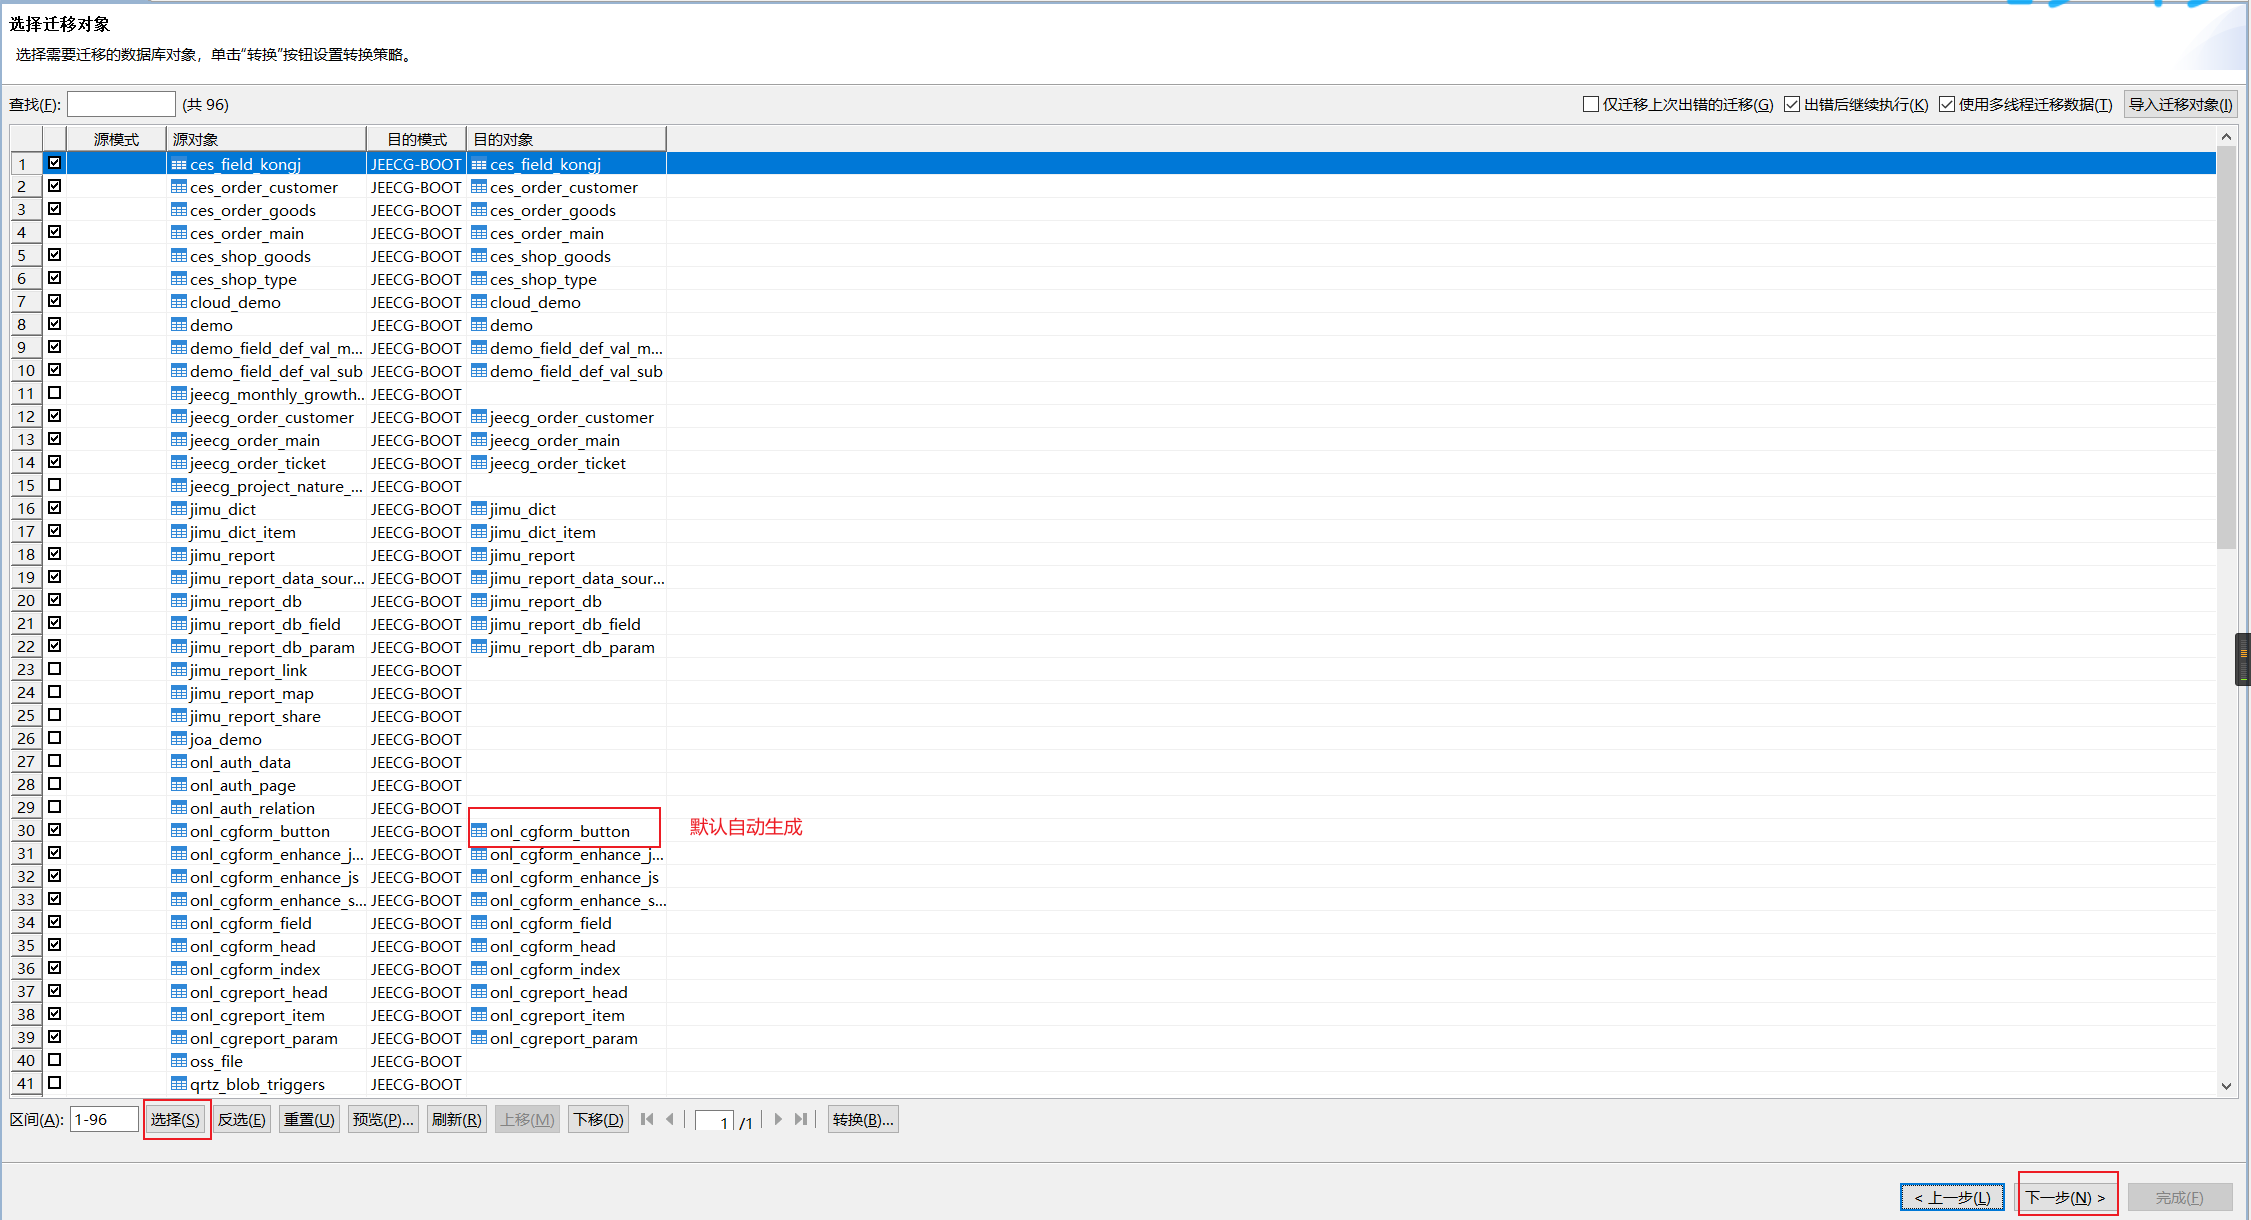 选择迁移对象
选择需要迁移的数据库对象，单击“转换”按钮设置转换策略。
查找(F): (共 96) 仅迁移上次出错的迁移(G) 出错后继续执行(K) 使用多线程迁移数据(T) 导入迁移对象(I)
源模式 源对象 目的模式 目的对象
1 ces_field_kongj JEECG-BOOT ces_field_kongj
2 ces_order_customer JEECG-BOOT ces_order_customer
3 ces_order_goods JEECG-BOOT ces_order_goods
4 ces_order_main JEECG-BOOT ces_order_main
5 ces_shop_goods JEECG-BOOT ces_shop_goods
6 ces_shop_type JEECG-BOOT ces_shop_type
7 cloud_demo JEECG-BOOT cloud_demo
8 demo JEECG-BOOT demo
9 demo_field_def_val_m... JEECG-BOOT demo_field_def_val_m...
10 demo_field_def_val_sub JEECG-BOOT demo_field_def_val_sub
11 jeecg_monthly_growth... JEECG-BOOT
12 jeecg_order_customer JEECG-BOOT jeecg_order_customer
13 jeecg_order_main JEECG-BOOT jeecg_order_main
14 jeecg_order_ticket JEECG-BOOT jeecg_order_ticket
15 jeecg_project_nature_... JEECG-BOOT
16 jimu_dict JEECG-BOOT jimu_dict
17 jimu_dict_item JEECG-BOOT jimu_dict_item
18 jimu_report JEECG-BOOT jimu_report
19 jimu_report_data_sour... JEECG-BOOT jimu_report_data_sour...
20 jimu_report_db JEECG-BOOT jimu_report_db
21 jimu_report_db_field JEECG-BOOT jimu_report_db_field
22 jimu_report_db_param JEECG-BOOT jimu_report_db_param
23 jimu_report_link JEECG-BOOT
24 jimu_report_map JEECG-BOOT
25 jimu_report_share JEECG-BOOT
26 joa_demo JEECG-BOOT
27 onl_auth_data JEECG-BOOT
28 onl_auth_page JEECG-BOOT
29 onl_auth_relation JEECG-BOOT
30 onl_cgform_button JEECG-BOOT onl_cgform_button 默认自动生成
31 onl_cgform_enhance_j... JEECG-BOOT onl_cgform_enhance_j...
32 onl_cgform_enhance_js JEECG-BOOT onl_cgform_enhance_js
33 onl_cgform_enhance_s... JEECG-BOOT onl_cgform_enhance_s...
34 onl_cgform_field JEECG-BOOT onl_cgform_field
35 onl_cgform_head JEECG-BOOT onl_cgform_head
36 onl_cgform_index JEECG-BOOT onl_cgform_index
37 onl_cgreport_head JEECG-BOOT onl_cgreport_head
38 onl_cgreport_item JEECG-BOOT onl_cgreport_item
39 onl_cgreport_param JEECG-BOOT onl_cgreport_param
40 oss_file JEECG-BOOT
41 qrtz_blob_triggers JEECG-BOOT
区间(A): 1-96 选择(S) 反选(E) 重置(U) 预览(P)... 刷新(R) 上移(M) 下移(D) 1 /1 转换(B)...
< 上一步(L) 下一步(N) > 完成(F)